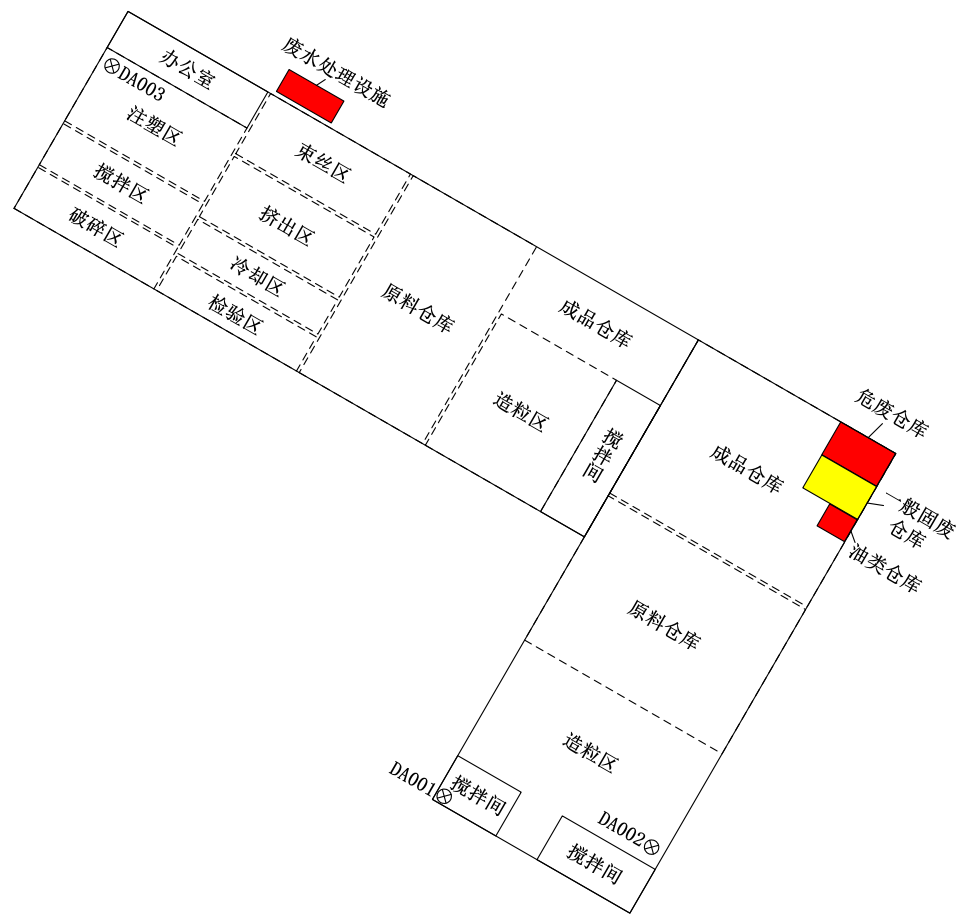 办公室
废水处理设施
DA003
注塑区
束丝区
搅拌区
挤出区
破碎区
冷却区
检验区
原料仓库
成品仓库
造粒区
搅拌间
危废仓库
成品仓库
一般固废
仓库
油类仓库
原料仓库
造粒区
DA001
搅拌间
DA002
搅拌间